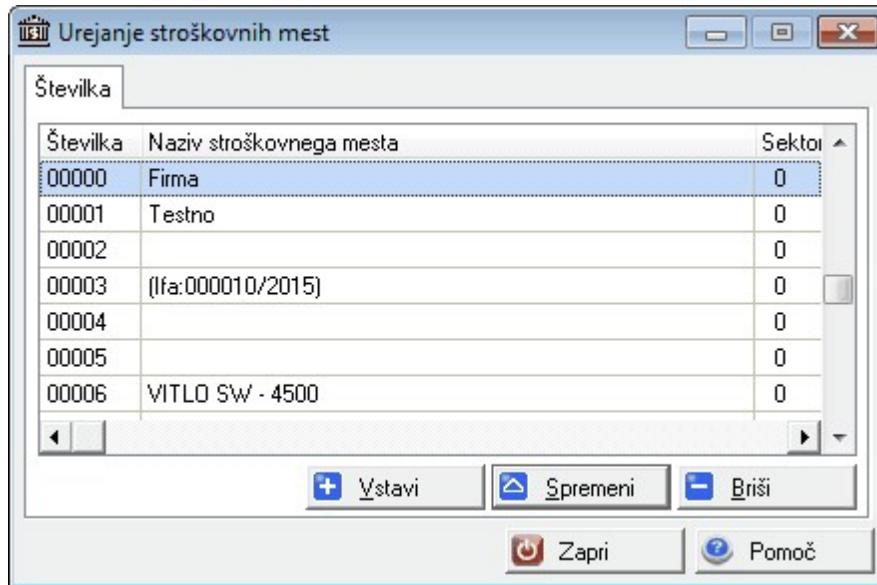 Urejanje stroškovnih mest
Številka
Številka Naziv stroškovnega mesta Sektor
00000 Firma 0
00001 Testno 0
00002 0
00003 (Ifa:000010/2015) 0
00004 0
00005 0
00006 VITLO SW - 4500 0
Vstavi Spremeni Briši
Zapri Pomoč